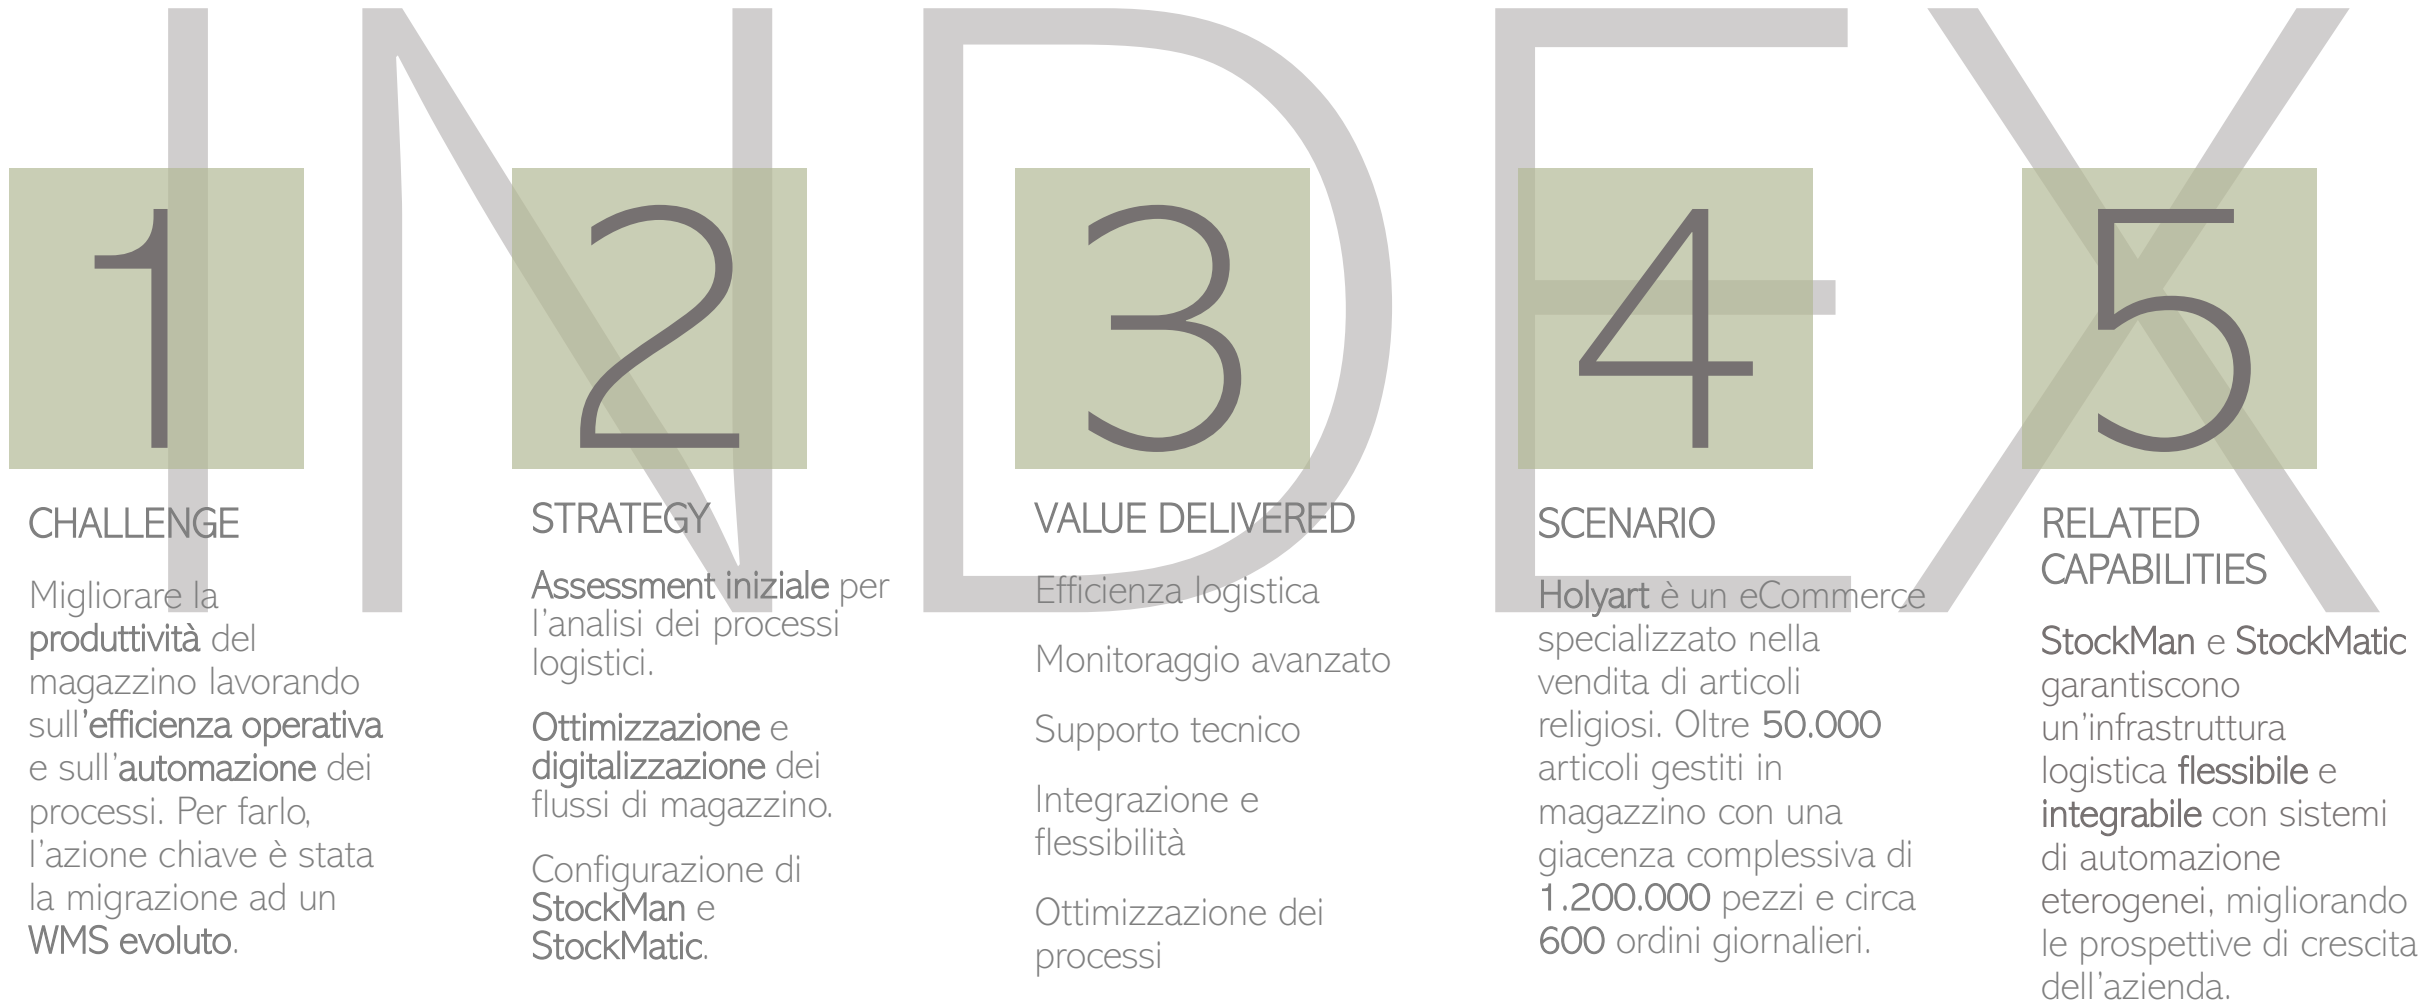 INDEX
1
CHALLENGE
Migliorare la
produttività del
magazzino lavorando
sull'efficienza operativa
e sull'automazione dei
processi. Per farlo,
l'azione chiave è stata
la migrazione ad un
WMS evoluto.
2
STRATEGY
Assessment iniziale per
l'analisi dei processi
logistici.
Ottimizzazione e
digitalizzazione dei
flussi di magazzino.
Configurazione di
StockMan e
StockMatic.
3
VALUE DELIVERED
Efficienza logistica
Monitoraggio avanzato
Supporto tecnico
Integrazione e
flessibilità
Ottimizzazione dei
processi
4
SCENARIO
Holyart è un eCommerce
specializzato nella
vendita di articoli
religiosi. Oltre 50.000
articoli gestiti in
magazzino con una
giacenza complessiva di
1.200.000 pezzi e circa
600 ordini giornalieri.
5
RELATED
CAPABILITIES
StockMan e StockMatic
garantiscono
un'infrastruttura
logistica flessibile e
integrabile con sistemi
di automazione
eterogenei, migliorando
le prospettive di crescita
dell'azienda.